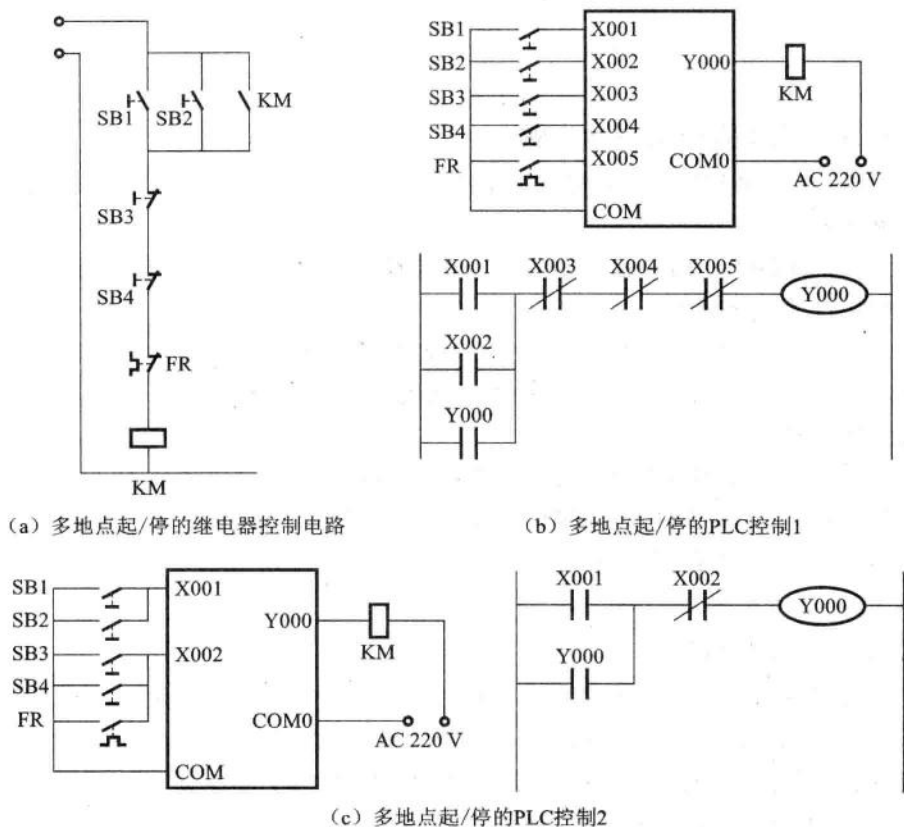 SB1
SB2
KM
SB3
SB4
FR
KM
(a) 多地点起/停的继电器控制电路
SB1
SB2
SB3
SB4
FR
X001
X002
X003
X004
X005
COM
Y000
COM0
KM
AC 220 V
X001
X003
X004
X005
Y000
X002
Y000
(b) 多地点起/停的PLC控制1
SB1
SB2
SB3
SB4
FR
X001
X002
COM
Y000
COM0
KM
AC 220 V
X001
X002
Y000
Y000
(c) 多地点起/停的PLC控制2